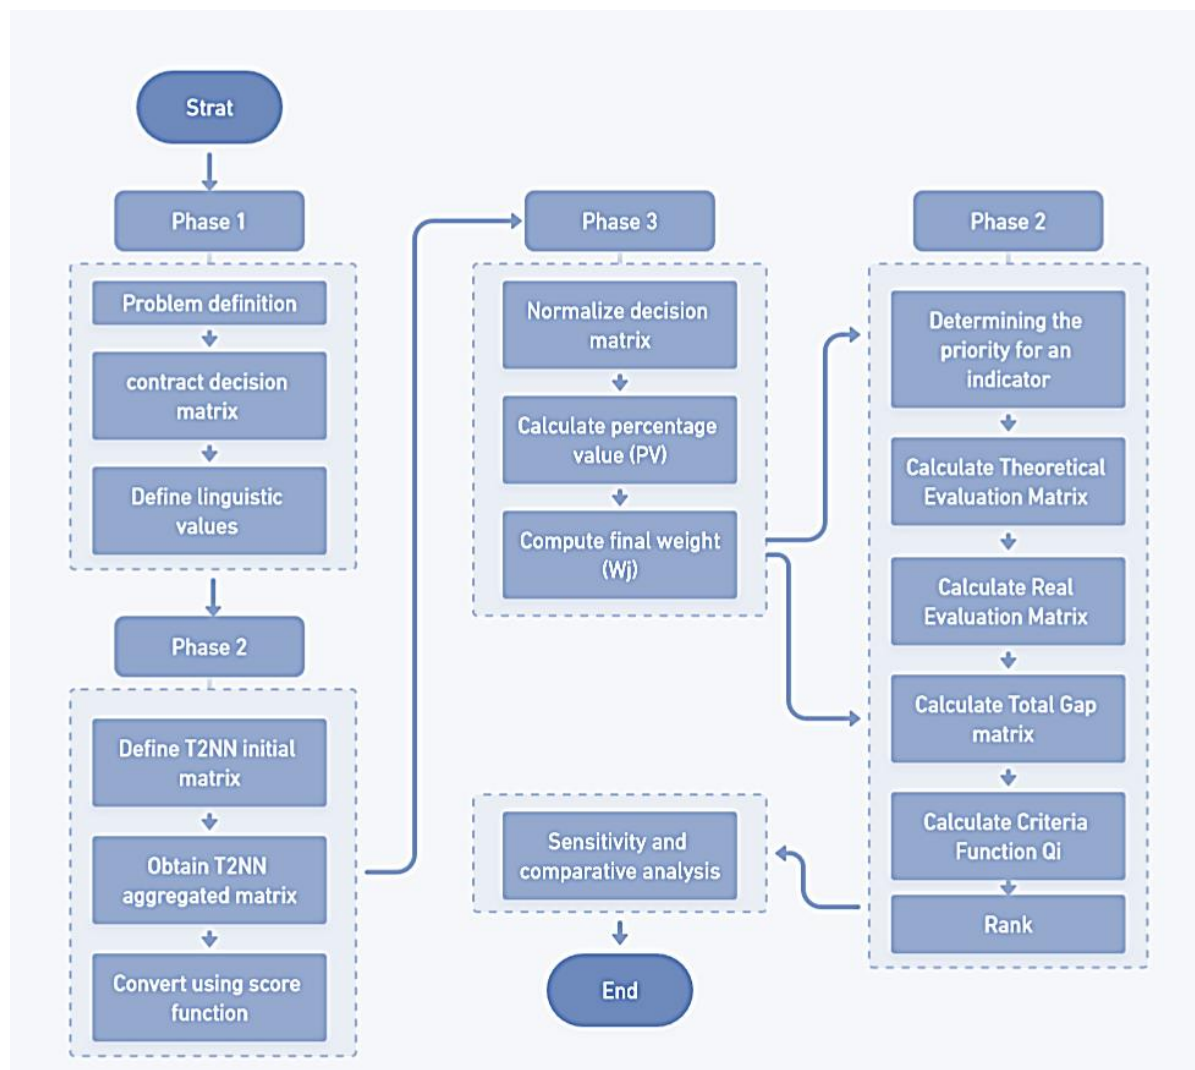 Strat
Phase 1
Problem definition
contract decision
matrix
Define linguistic
values
Phase 2
Define T2NN initial
matrix
Obtain T2NN
aggregated matrix
Convert using score
function
Phase 3
Normalize decision
matrix
Calculate percentage
value (PV)
Compute final weight
(Wj)
Phase 2
Determining the
priority for an
indicator
Calculate Theoretical
Evaluation Matrix
Calculate Real
Evaluation Matrix
Calculate Total Gap
matrix
Calculate Criteria
Function Qi
Rank
Sensitivity and
comparative analysis
End